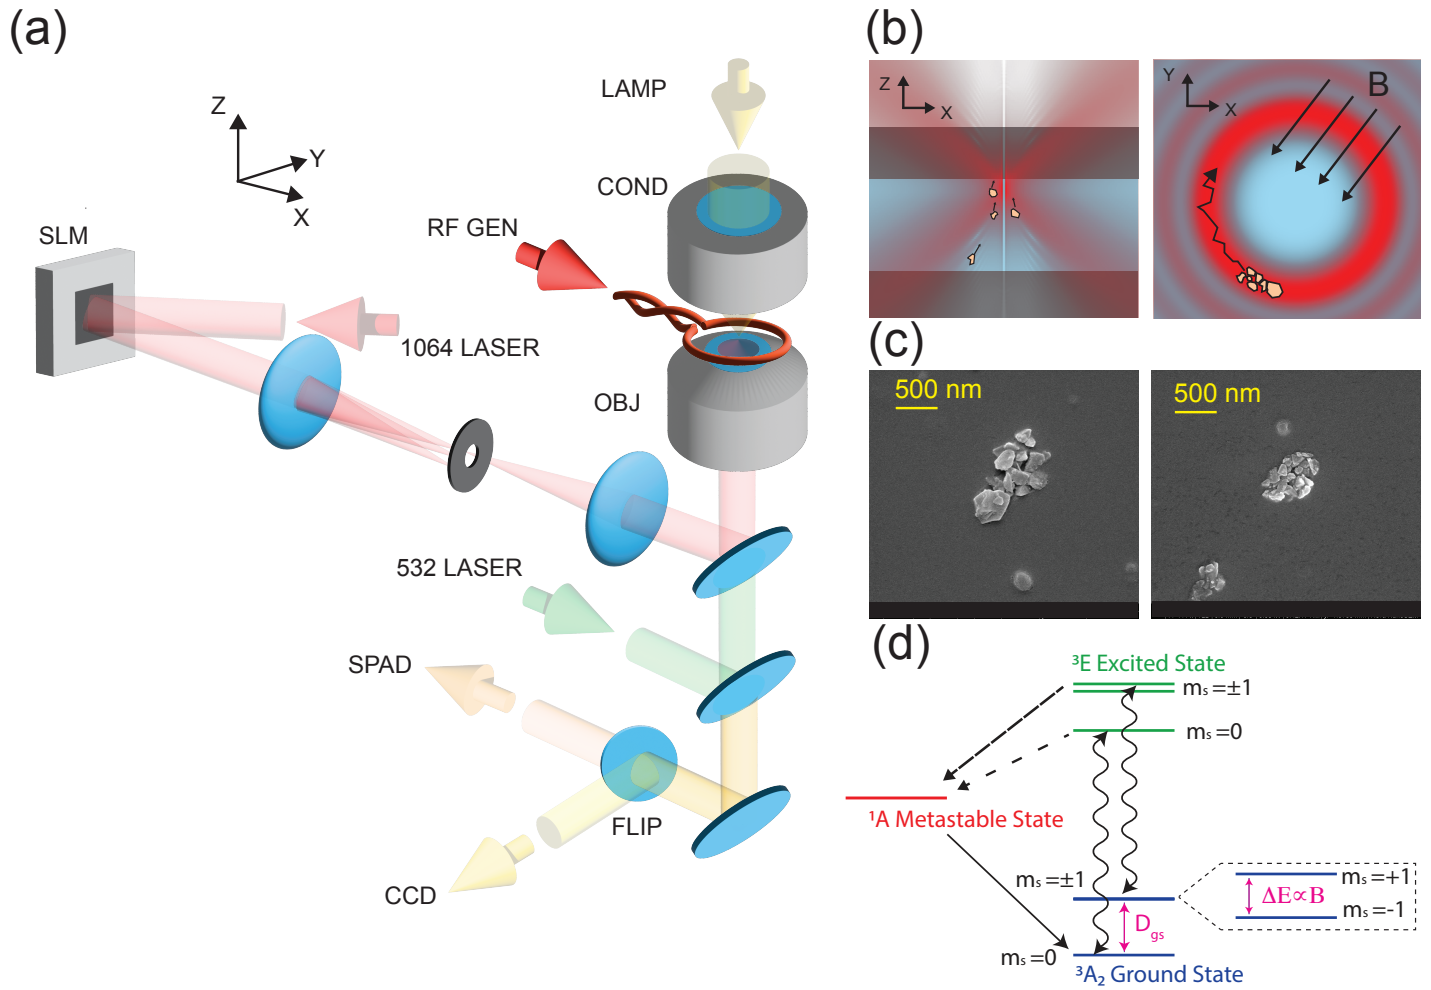 (a)
LAMP
Z
Y
X
COND
RF GEN
SLM
1064 LASER
OBJ
532 LASER
SPAD
FLIP
CCD
(b)
Z
X
Y
X
B
(c)
500 nm
500 nm
(d)
³E Excited State
mₛ=±1
mₛ=0
¹A Metastable State
mₛ=±1
mₛ=+1
ΔE∝B
mₛ=-1
D_gs
mₛ=0
³A₂ Ground State